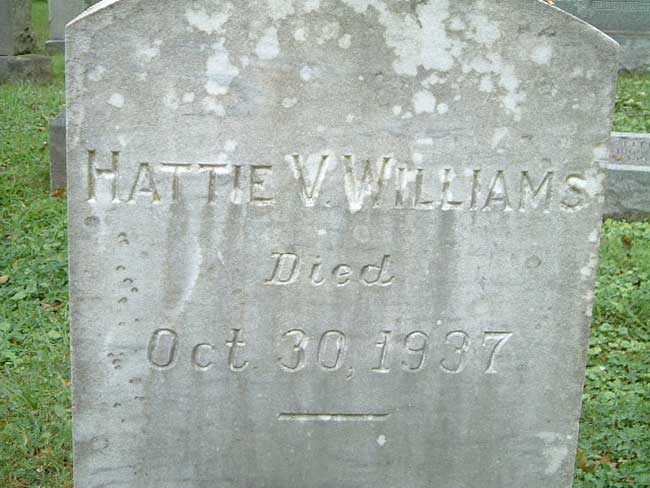 HATTIE V. WILLIAMS
Died
Oct. 30, 1937